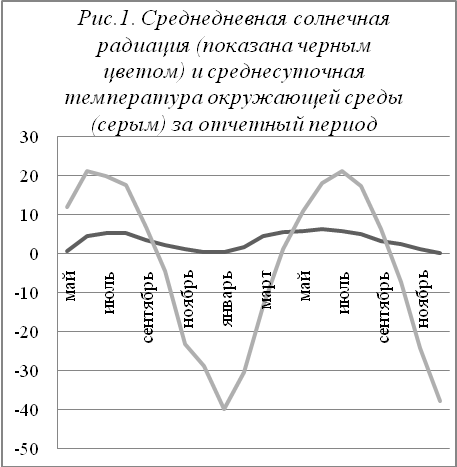 Рис.1. Среднедневная солнечная
радиация (показана черным
цветом) и среднесуточная
температура окружающей среды
(серым) за отчетный период
30
20
10
0
-10
-20
-30
-40
-50
май
июль
сентябрь
ноябрь
январь
март
май
июль
сентябрь
ноябрь